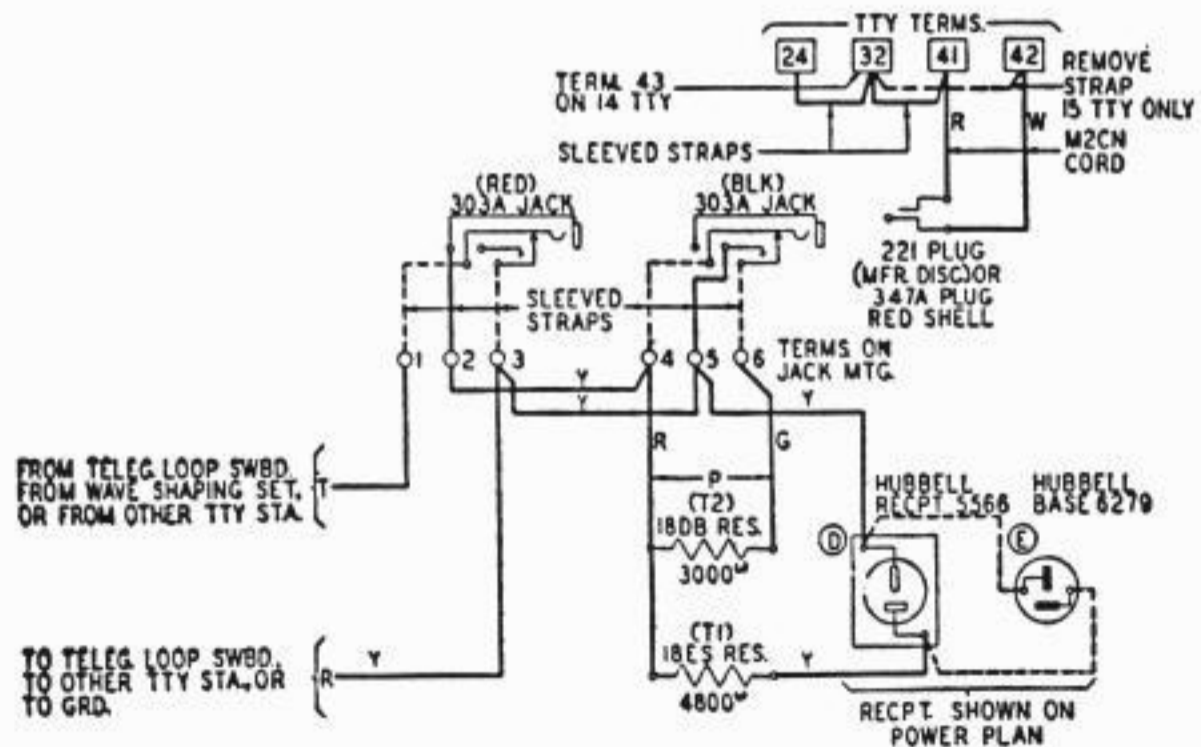 TTY TERMS.
24 32 41 42
REMOVE
STRAP
15 TTY ONLY
TERM. 43
ON 14 TTY
R
W
M2CN
CORD
SLEEVED STRAPS
(RED)
303A JACK
(BLK)
303A JACK
221 PLUG
(MFR. DISC.) OR
347A PLUG
RED SHELL
SLEEVED
STRAPS
1 2 3 4 5 6
TERMS. ON
JACK MTG.
Y
Y
Y
R
G
P
FROM TELEG. LOOP SWBD.
FROM WAVE SHAPING SET,
OR FROM OTHER TTY STA.
T
(T2)
18DB RES.
3000ω
HUBBELL
RECPT. 5566
HUBBELL
BASE 6279
D
E
TO TELEG. LOOP SWBD.,
TO OTHER TTY STA., OR
TO GRD.
R
Y
(T1)
18ES RES.
4800ω
Y
RECPT. SHOWN ON
POWER PLAN